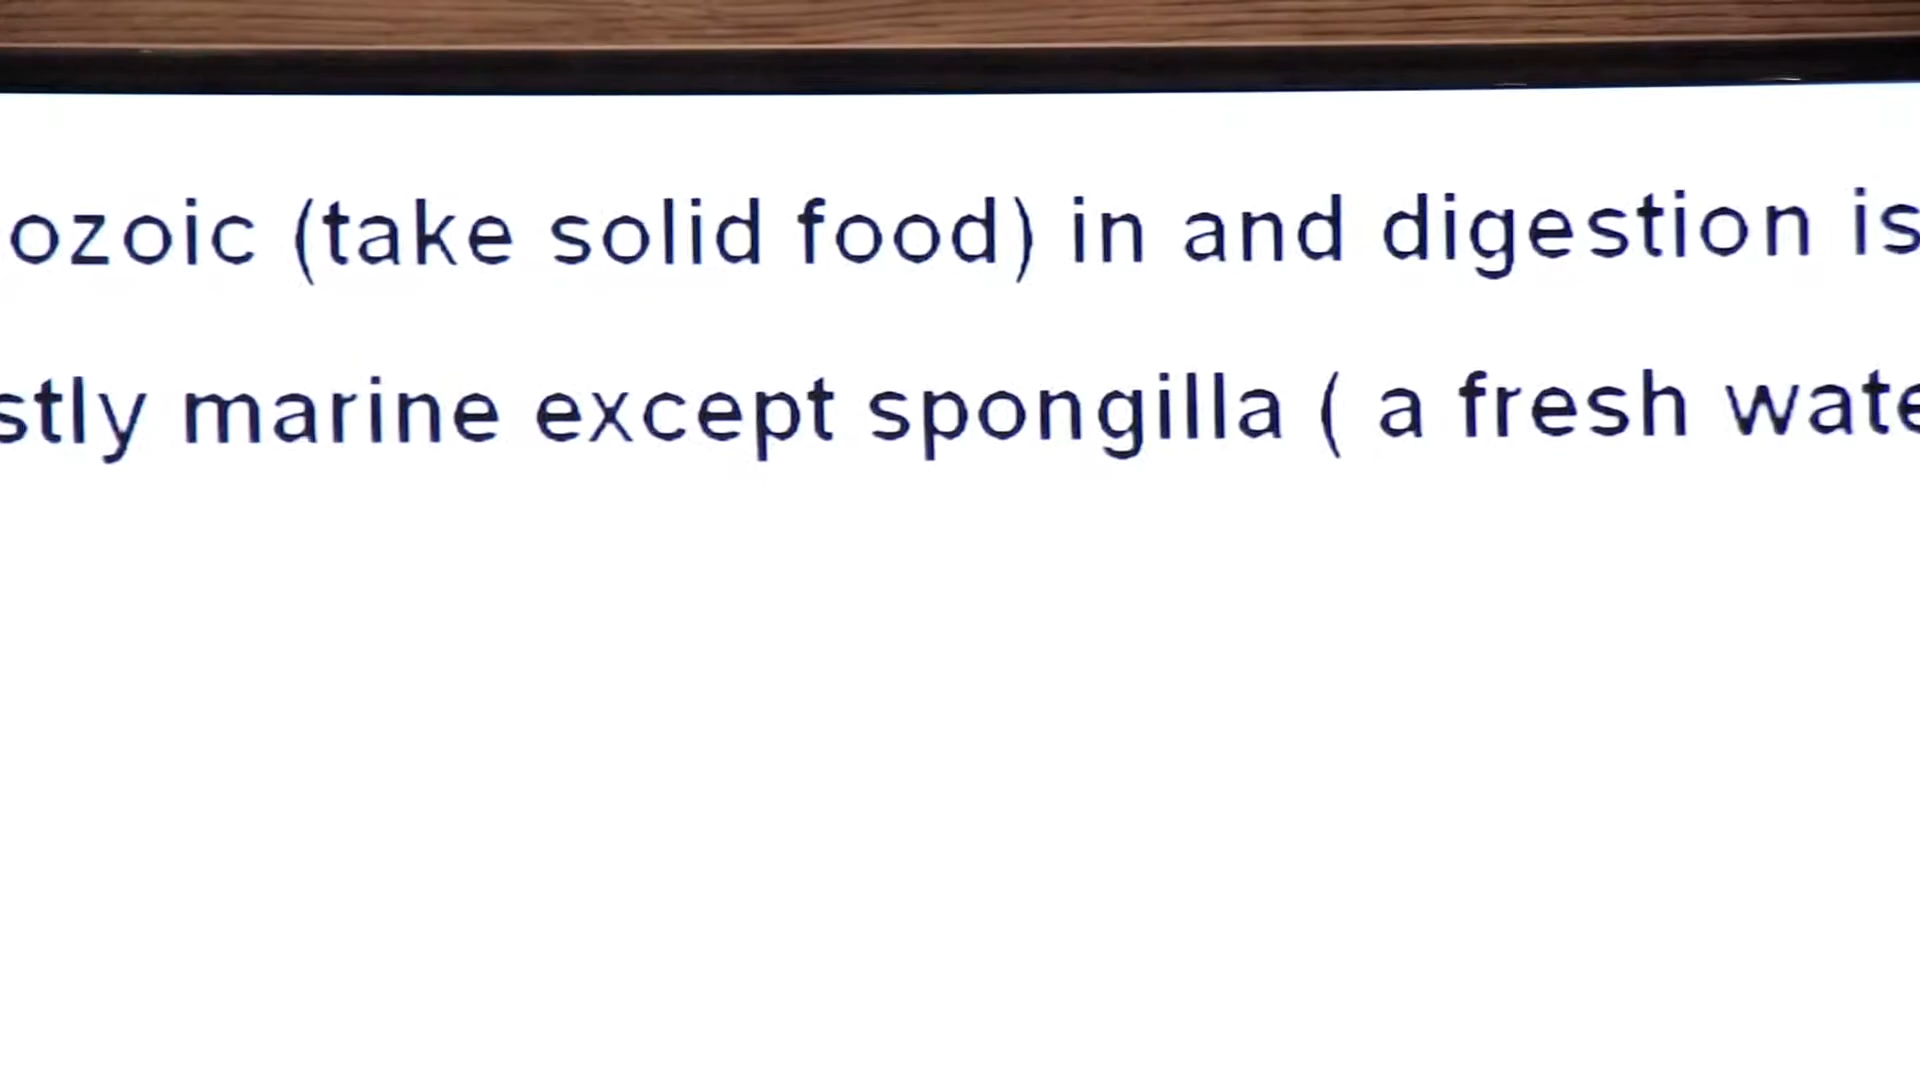 ozoic (take solid food) in and digestion is
stly marine except spongilla ( a fresh wate